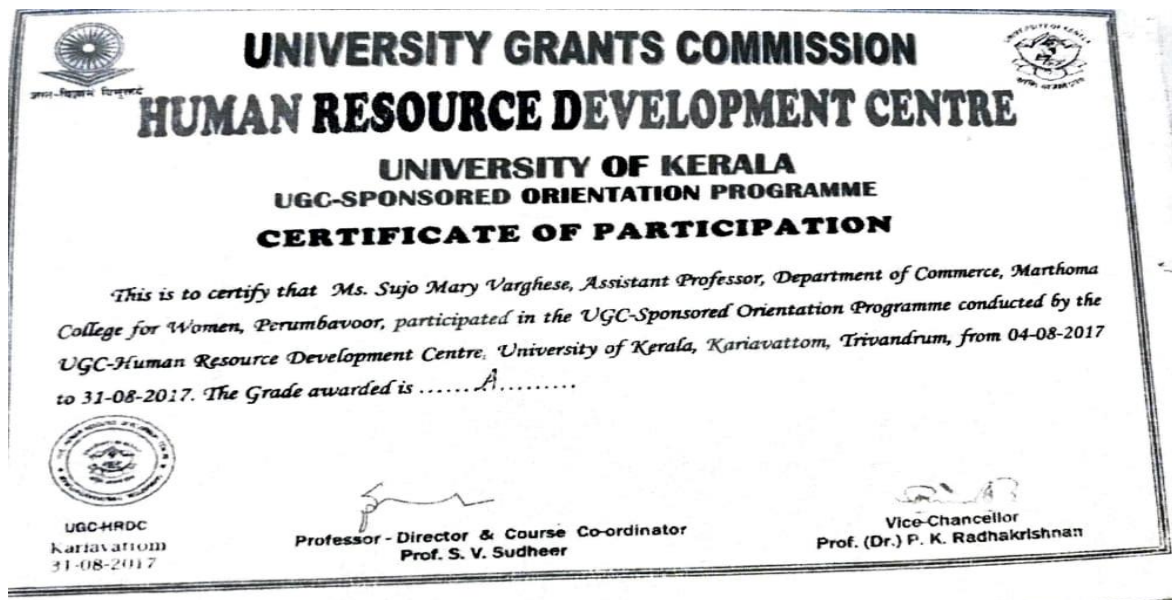 UNIVERSITY GRANTS COMMISSION
ज्ञान-विज्ञानं विमुक्तये
HUMAN RESOURCE DEVELOPMENT CENTRE
UNIVERSITY OF KERALA
UGC-SPONSORED ORIENTATION PROGRAMME
CERTIFICATE OF PARTICIPATION
This is to certify that Ms. Sujo Mary Varghese, Assistant Professor, Department of Commerce, Marthoma
College for Women, Perumbavoor, participated in the UGC-Sponsored Orientation Programme conducted by the
UGC-Human Resource Development Centre, University of Kerala, Kariavattom, Trivandrum, from 04-08-2017
to 31-08-2017. The Grade awarded is ......A.........
UGC-HRDC
Kariavattom
31-08-2017
Professor - Director & Course Co-ordinator
Prof. S. V. Sudheer
Vice-Chancellor
Prof. (Dr.) P. K. Radhakrishnan